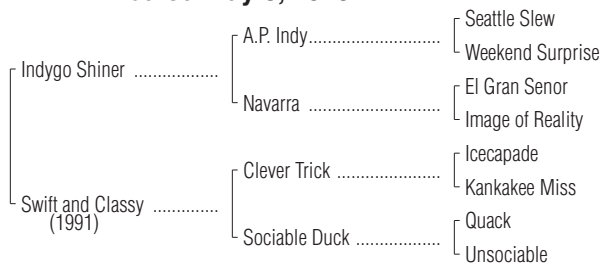 Seattle Slew
A.P. Indy
Weekend Surprise
Indygo Shiner
El Gran Senor
Navarra
Image of Reality
Icecapade
Clever Trick
Kankakee Miss
Swift and Classy
(1991)
Quack
Sociable Duck
Unsociable